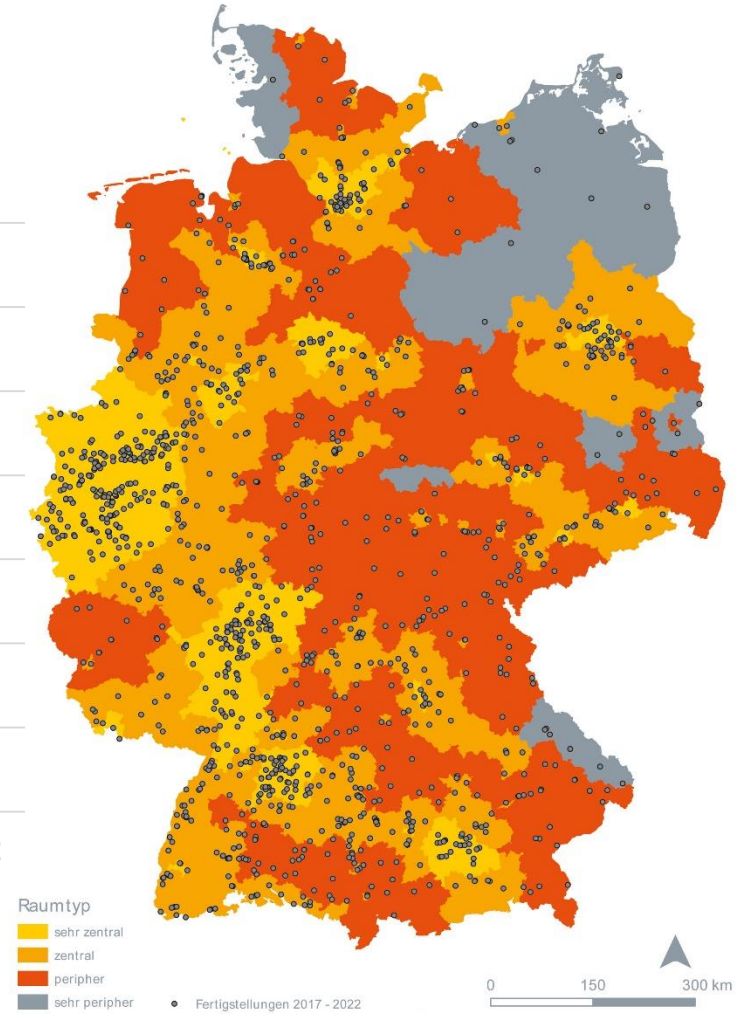 Raumtyp
sehr zentral
zentral
peripher
sehr peripher
Fertigstellungen 2017 - 2022
0 150 300 km